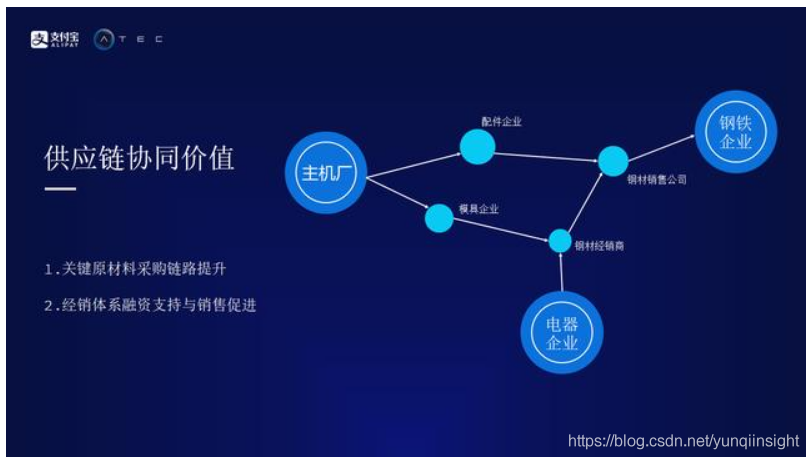 支付宝
ALIPAY
ATEC
供应链协同价值
1.关键原材料采购链路提升
2.经销体系融资支持与销售促进
主机厂
配件企业
模具企业
钢材销售公司
钢材经销商
钢铁
企业
电器
企业
https://blog.csdn.net/yunqiinsight